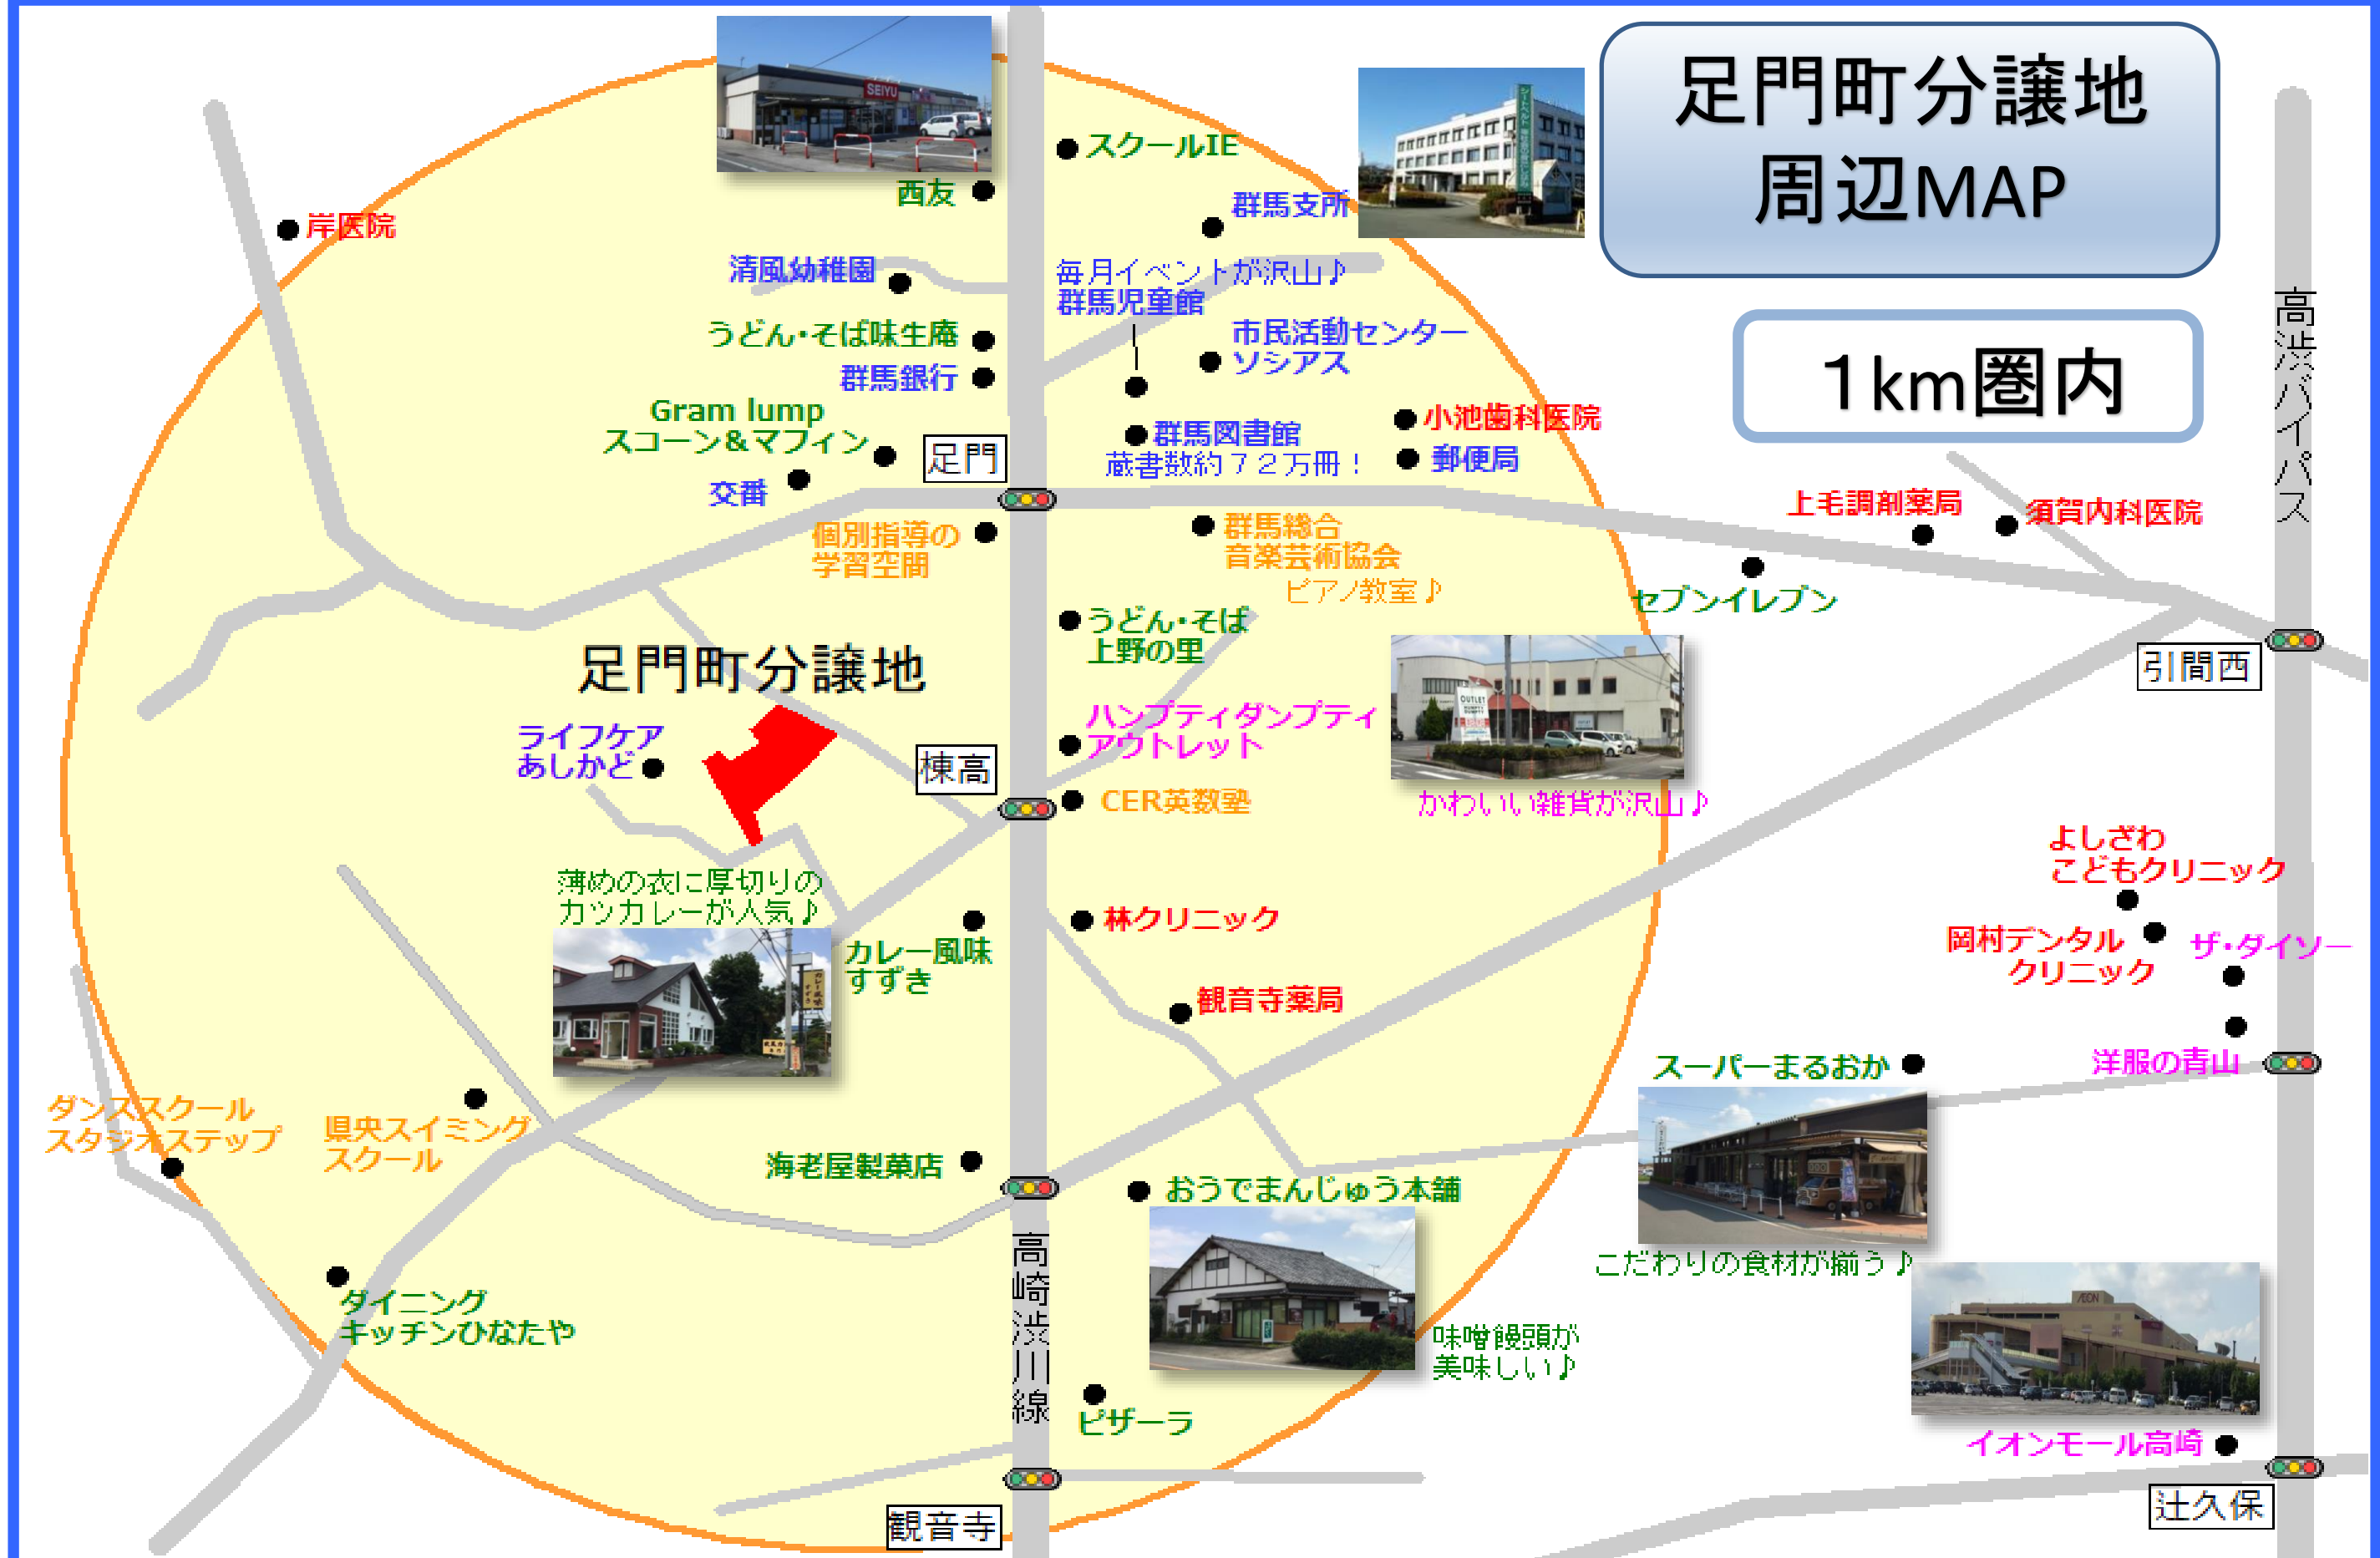 足門町分譲地
周辺MAP
1km圏内
SEIYU
スクールIE
西友
群馬支所
岸医院
清風幼稚園
毎月イベントが沢山♪
群馬児童館
うどん・そば味生庵
市民活動センター
ソシアス
群馬銀行
Gram lump
スコーン＆マフィン
足門
群馬図書館
蔵書数約７２万冊！
小池歯科医院
郵便局
交番
個別指導の
学習空間
群馬総合
音楽芸術協会
ピアノ教室♪
上毛調剤薬局
須賀内科医院
セブンイレブン
高渋バイパス
引間西
うどん・そば
上野の里
足門町分譲地
ライフケア
あしかど
ハンプティダンプティ
アウトレット
OUTLET
かわいい雑貨が沢山♪
棟高
CER英数塾
よしざわ
こどもクリニック
薄めの衣に厚切りの
カツカレーが人気♪
カレー風味
すずき
林クリニック
岡村デンタル
クリニック
ザ・ダイソー
観音寺薬局
洋服の青山
スーパーまるおか
こだわりの食材が揃う♪
ダンススクール
スタジオステップ
県央スイミング
スクール
海老屋製菓店
おうでまんじゅう本舗
味噌饅頭が
美味しい♪
高崎渋川線
ダイニング
キッチンひなたや
ピザーラ
AEON
イオンモール高崎
観音寺
辻久保